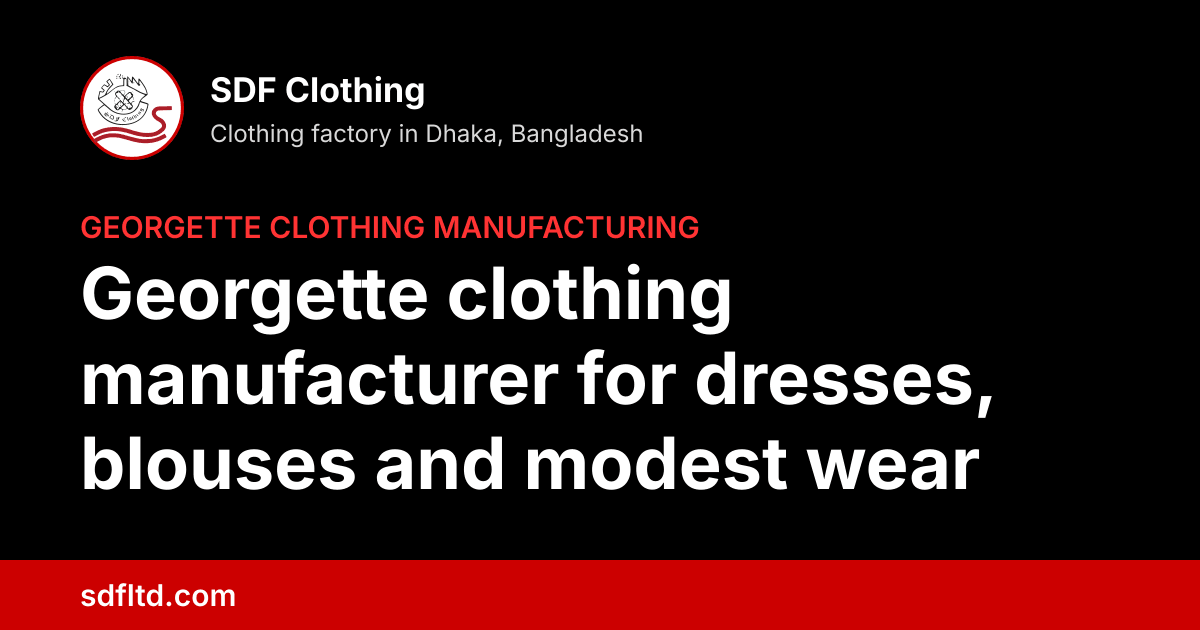 SDF Clothing
Clothing factory in Dhaka, Bangladesh
GEORGETTE CLOTHING MANUFACTURING
Georgette clothing
manufacturer for dresses,
blouses and modest wear
sdfltd.com